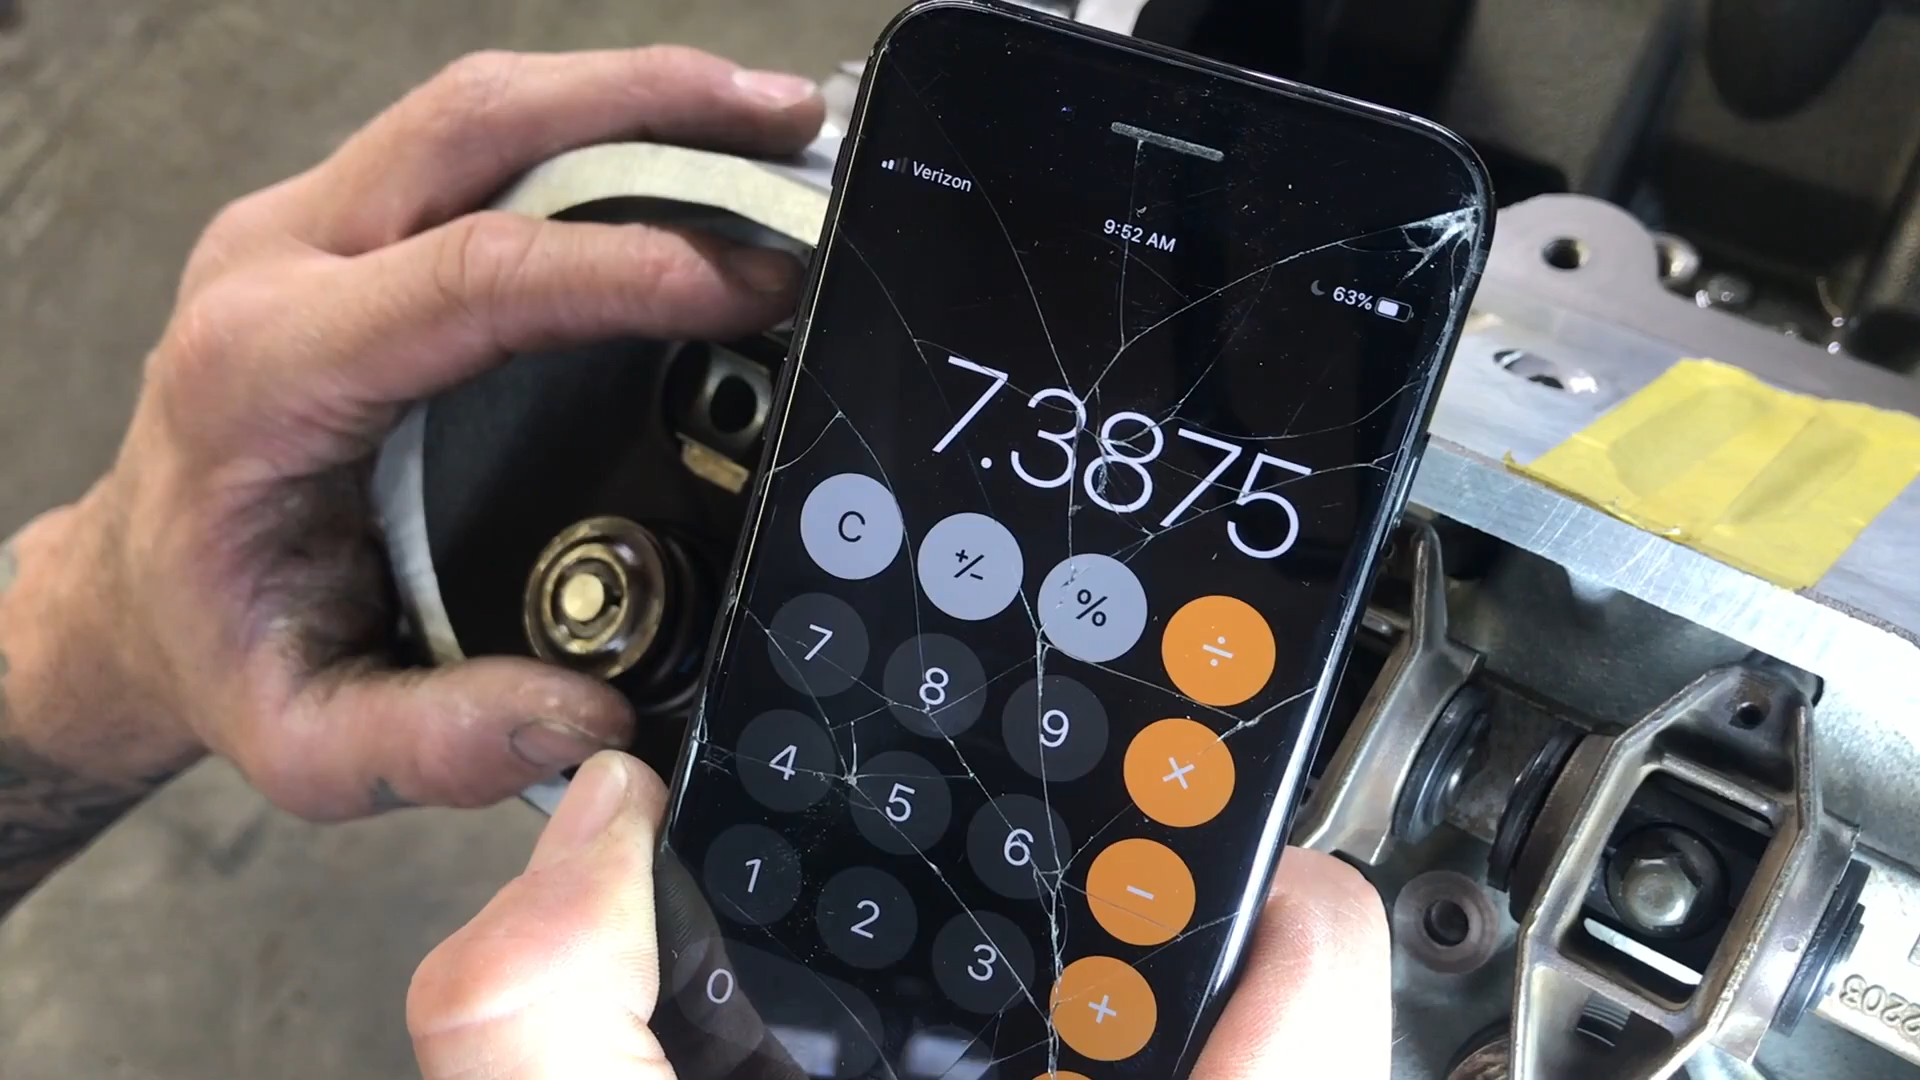 Verizon
9:52 AM
63%
7.3875
C +/- % ÷
7 8 9 ×
4 5 6 −
1 2 3 +
0
2203